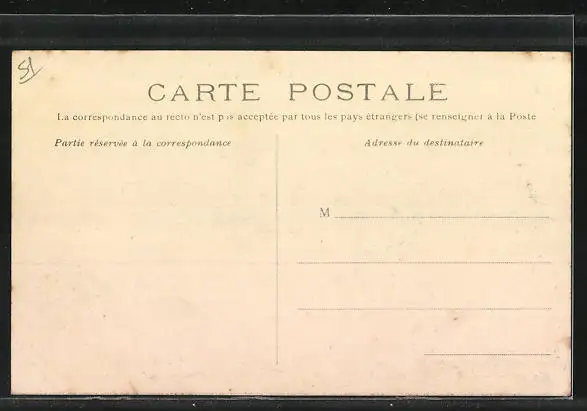 51
CARTE POSTALE
La correspondance au recto n'est pas acceptée par tous les pays étrangers (se renseigner à la Poste
Partie réservée à la correspondance
Adresse du destinataire
M